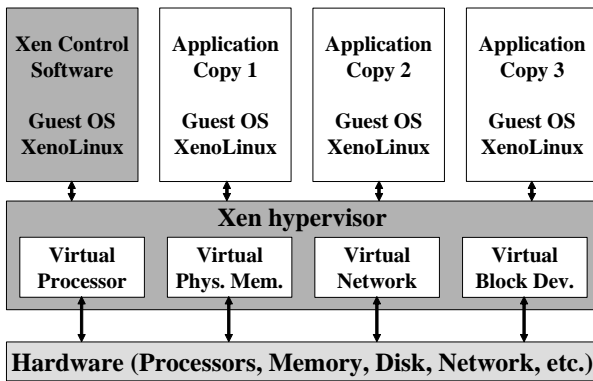 Xen Control
Software
Guest OS
XenoLinux
Application
Copy 1
Guest OS
XenoLinux
Application
Copy 2
Guest OS
XenoLinux
Application
Copy 3
Guest OS
XenoLinux
Xen hypervisor
Virtual
Processor
Virtual
Phys. Mem.
Virtual
Network
Virtual
Block Dev.
Hardware (Processors, Memory, Disk, Network, etc.)